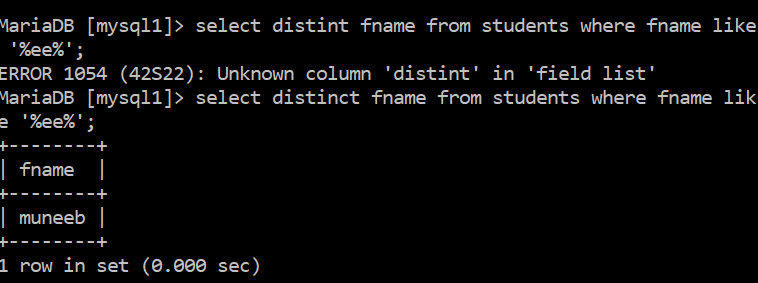 MariaDB [mysql1]> select distint fname from students where fname like
 '%ee%';
ERROR 1054 (42S22): Unknown column 'distint' in 'field list'
MariaDB [mysql1]> select distinct fname from students where fname lik
e '%ee%';
+--------+
| fname  |
+--------+
| muneeb |
+--------+
1 row in set (0.000 sec)